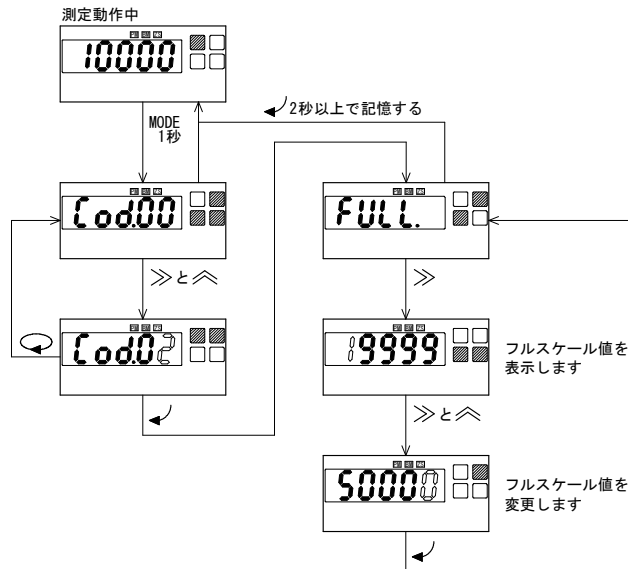 測定動作中
10000
2秒以上で記憶する
MODE
1秒
Cod.00
FULL.
≫と︽
≫
Cod.02
19999
フルスケール値を
表示します
≫と︽
50000
フルスケール値を
変更します